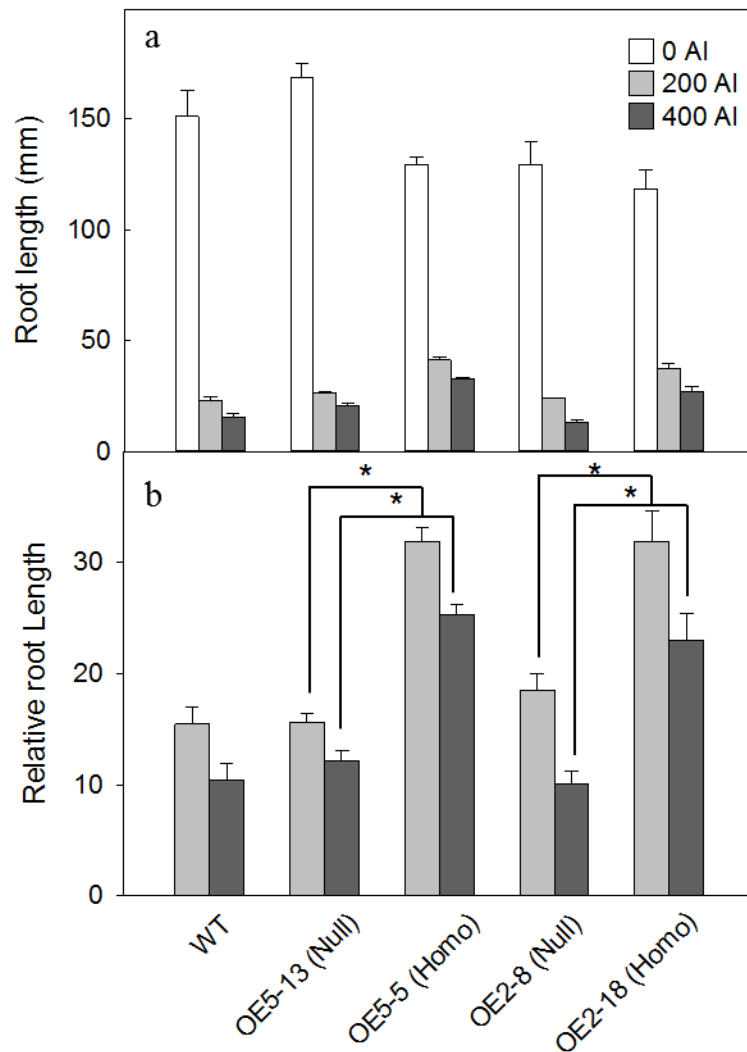 a
0 Al
200 Al
400 Al
Root length (mm)
150
100
50
0
b
*
*
*
*
Relative root Length
30
20
10
0
WT
OE5-13 (Null)
OE5-5 (Homo)
OE2-8 (Null)
OE2-18 (Homo)